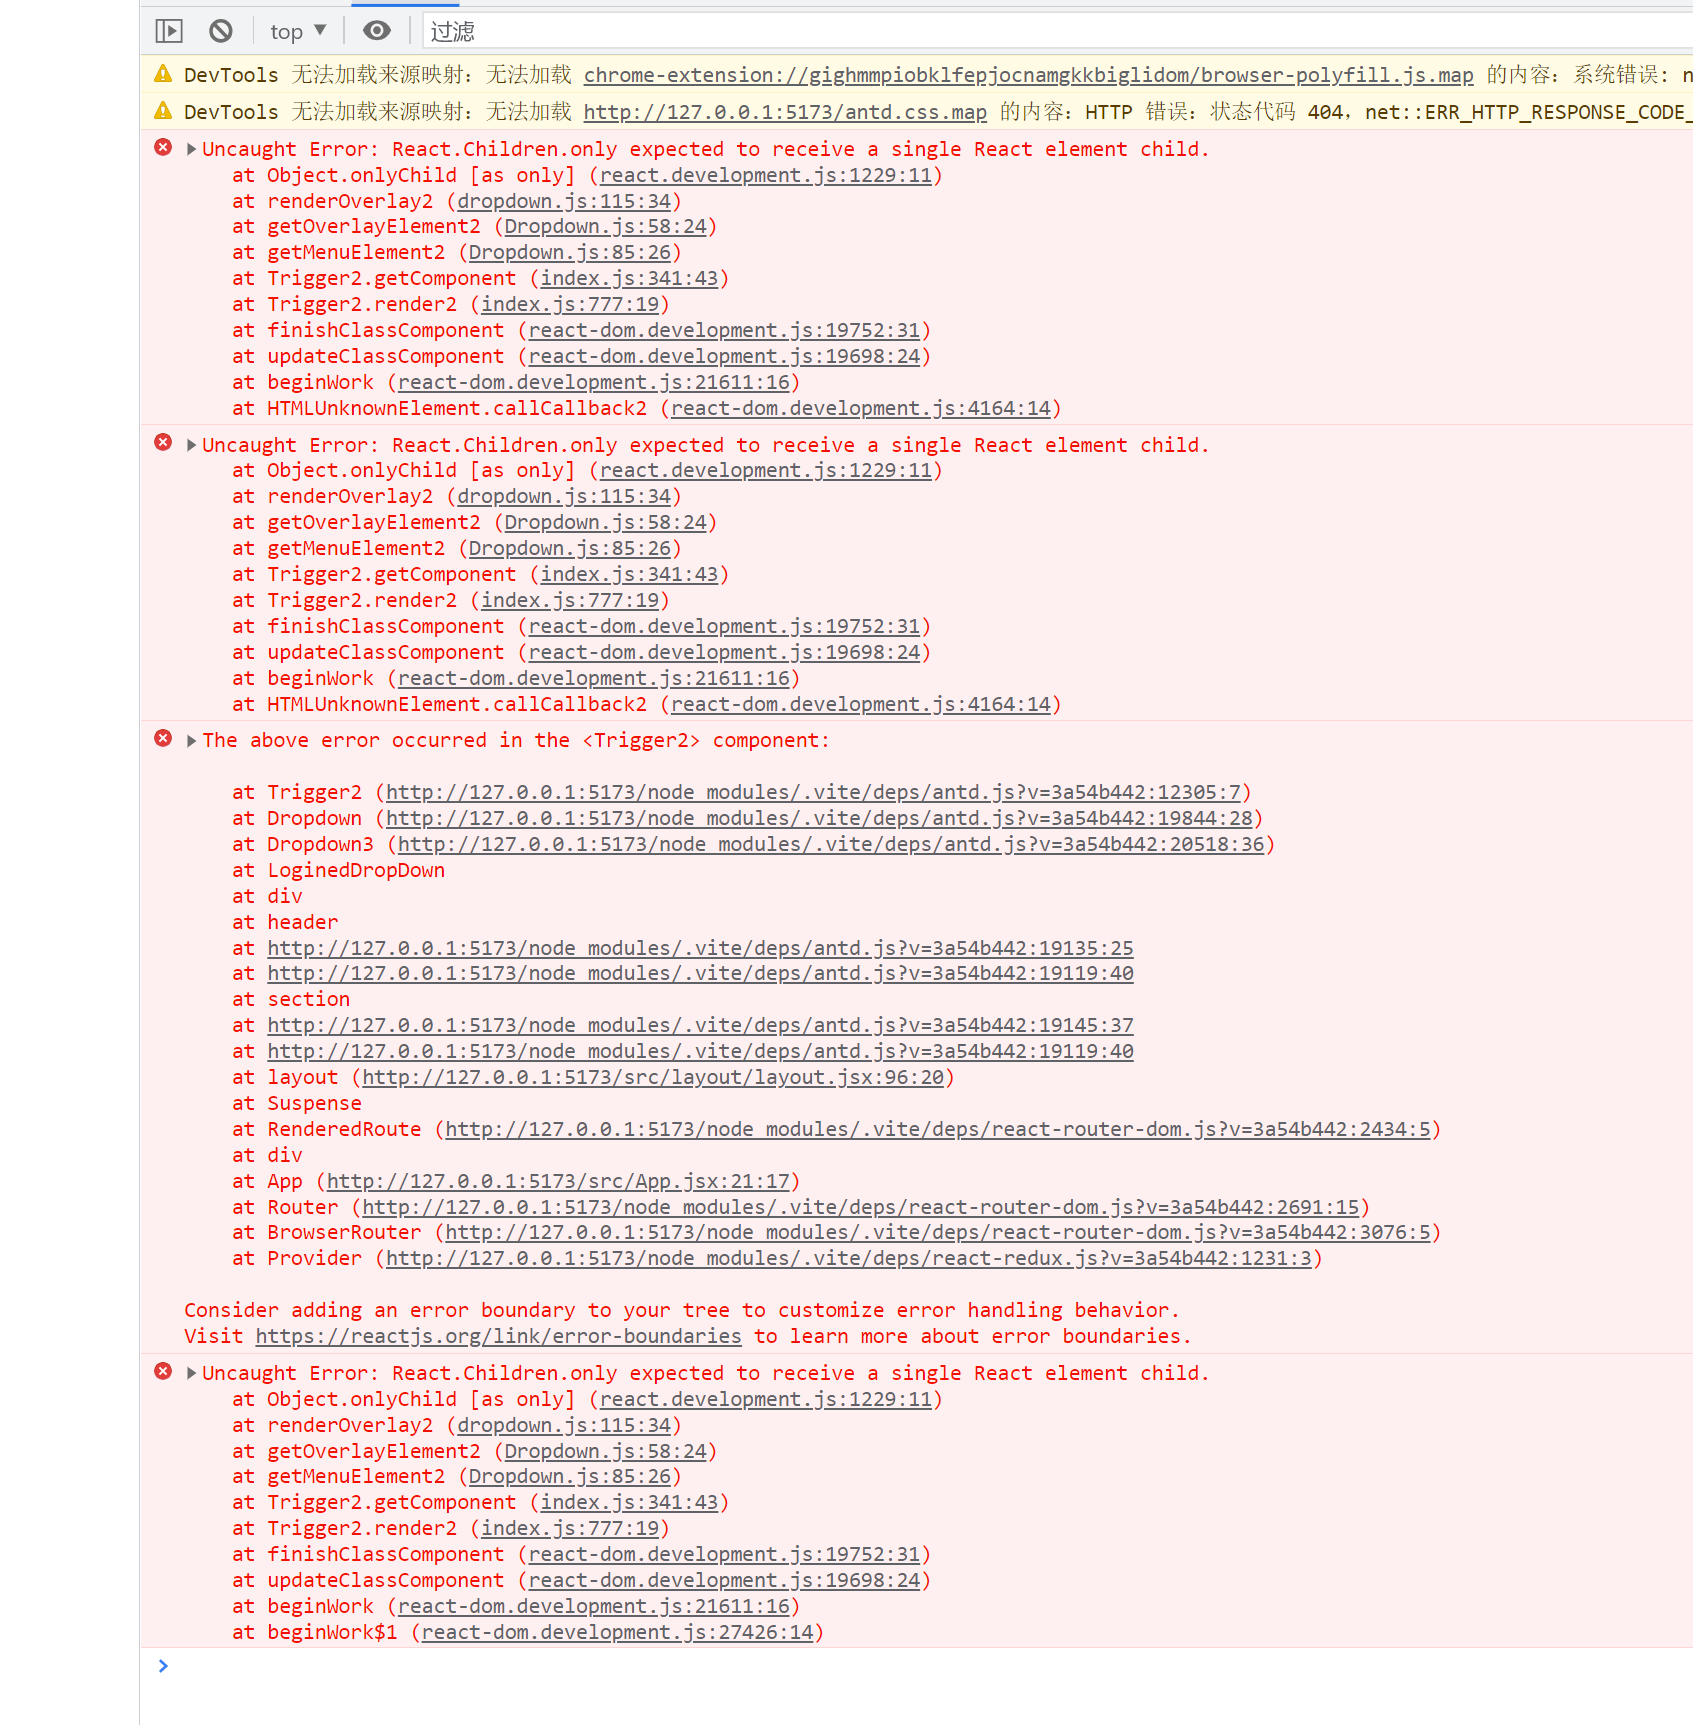 top ▼ 过滤
DevTools 无法加载来源映射：无法加载 chrome-extension://gighmmpiobklfepjocnamgkkbiglidom/browser-polyfill.js.map 的内容：系统错误：n
DevTools 无法加载来源映射：无法加载 http://127.0.0.1:5173/antd.css.map 的内容：HTTP 错误：状态代码 404，net::ERR_HTTP_RESPONSE_CODE_
Uncaught Error: React.Children.only expected to receive a single React element child.
at Object.onlyChild [as only] (react.development.js:1229:11)
at renderOverlay2 (dropdown.js:115:34)
at getOverlayElement2 (Dropdown.js:58:24)
at getMenuElement2 (Dropdown.js:85:26)
at Trigger2.getComponent (index.js:341:43)
at Trigger2.render2 (index.js:777:19)
at finishClassComponent (react-dom.development.js:19752:31)
at updateClassComponent (react-dom.development.js:19698:24)
at beginWork (react-dom.development.js:21611:16)
at HTMLUnknownElement.callCallback2 (react-dom.development.js:4164:14)
Uncaught Error: React.Children.only expected to receive a single React element child.
at Object.onlyChild [as only] (react.development.js:1229:11)
at renderOverlay2 (dropdown.js:115:34)
at getOverlayElement2 (Dropdown.js:58:24)
at getMenuElement2 (Dropdown.js:85:26)
at Trigger2.getComponent (index.js:341:43)
at Trigger2.render2 (index.js:777:19)
at finishClassComponent (react-dom.development.js:19752:31)
at updateClassComponent (react-dom.development.js:19698:24)
at beginWork (react-dom.development.js:21611:16)
at HTMLUnknownElement.callCallback2 (react-dom.development.js:4164:14)
The above error occurred in the <Trigger2> component:
at Trigger2 (http://127.0.0.1:5173/node_modules/.vite/deps/antd.js?v=3a54b442:12305:7)
at Dropdown (http://127.0.0.1:5173/node_modules/.vite/deps/antd.js?v=3a54b442:19844:28)
at Dropdown3 (http://127.0.0.1:5173/node_modules/.vite/deps/antd.js?v=3a54b442:20518:36)
at LoginedDropDown
at div
at header
at http://127.0.0.1:5173/node_modules/.vite/deps/antd.js?v=3a54b442:19135:25
at http://127.0.0.1:5173/node_modules/.vite/deps/antd.js?v=3a54b442:19119:40
at section
at http://127.0.0.1:5173/node_modules/.vite/deps/antd.js?v=3a54b442:19145:37
at http://127.0.0.1:5173/node_modules/.vite/deps/antd.js?v=3a54b442:19119:40
at layout (http://127.0.0.1:5173/src/layout/layout.jsx:96:20)
at Suspense
at RenderedRoute (http://127.0.0.1:5173/node_modules/.vite/deps/react-router-dom.js?v=3a54b442:2434:5)
at div
at App (http://127.0.0.1:5173/src/App.jsx:21:17)
at Router (http://127.0.0.1:5173/node_modules/.vite/deps/react-router-dom.js?v=3a54b442:2691:15)
at BrowserRouter (http://127.0.0.1:5173/node_modules/.vite/deps/react-router-dom.js?v=3a54b442:3076:5)
at Provider (http://127.0.0.1:5173/node_modules/.vite/deps/react-redux.js?v=3a54b442:1231:3)
Consider adding an error boundary to your tree to customize error handling behavior.
Visit https://reactjs.org/link/error-boundaries to learn more about error boundaries.
Uncaught Error: React.Children.only expected to receive a single React element child.
at Object.onlyChild [as only] (react.development.js:1229:11)
at renderOverlay2 (dropdown.js:115:34)
at getOverlayElement2 (Dropdown.js:58:24)
at getMenuElement2 (Dropdown.js:85:26)
at Trigger2.getComponent (index.js:341:43)
at Trigger2.render2 (index.js:777:19)
at finishClassComponent (react-dom.development.js:19752:31)
at updateClassComponent (react-dom.development.js:19698:24)
at beginWork (react-dom.development.js:21611:16)
at beginWork$1 (react-dom.development.js:27426:14)